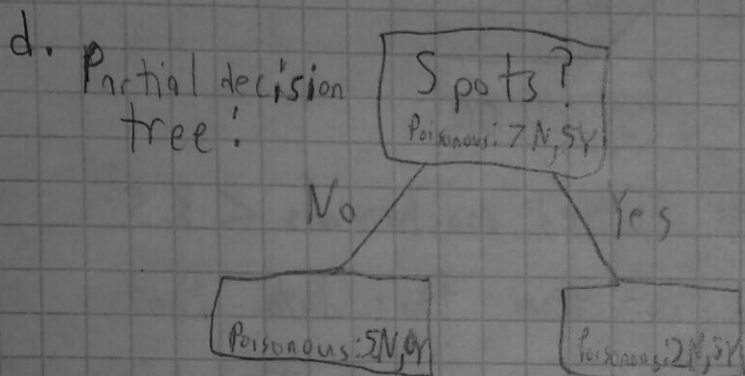 d.
Partial decision
tree:
Spots?
Poisonous: 7N, 5Y
No
Yes
Poisonous: 5N, 0Y
Poisonous: 2N, 5Y